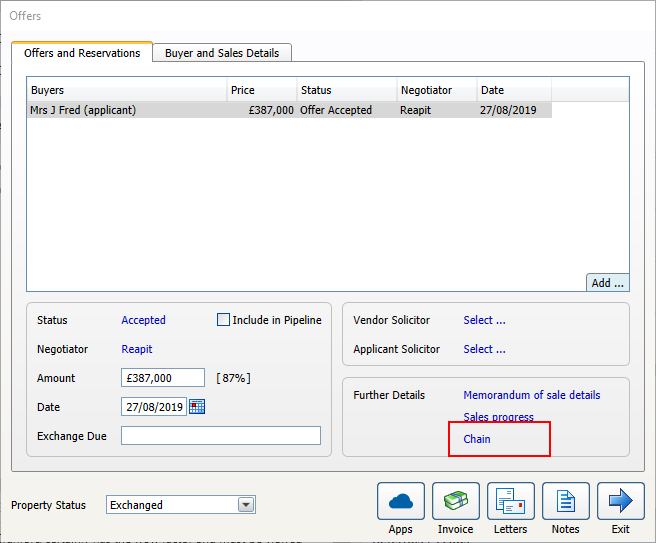 Offers
Offers and Reservations Buyer and Sales Details
Buyers Price Status Negotiator Date
Mrs J Fred (applicant) £387,000 Offer Accepted Reapit 27/08/2019
Add ...
Status Accepted Include in Pipeline
Negotiator Reapit
Amount £387,000 [ 87% ]
Date 27/08/2019
Exchange Due
Vendor Solicitor Select ...
Applicant Solicitor Select ...
Further Details Memorandum of sale details
Sales progress
Chain
Property Status Exchanged
Apps Invoice Letters Notes Exit